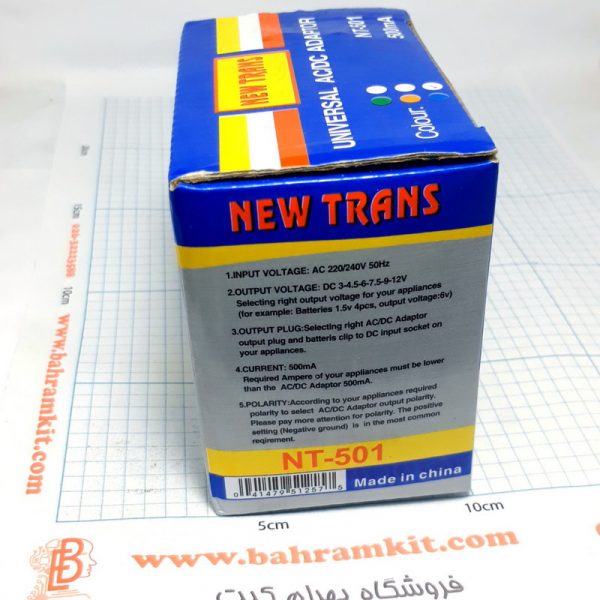 NEW TRANS
UNIVERSAL AC/DC ADAPTOR
NT-501
500mA
Colour:
NEW TRANS
1.INPUT VOLTAGE: AC 220/240V 50Hz
2.OUTPUT VOLTAGE: DC 3-4.5-6-7.5-9-12V
Selecting right output voltage for your appliances
(for example: Batteries 1.5v 4pcs, output voltage:6v)
3.OUTPUT PLUG:Selecting right AC/DC Adaptor
output plug and batteris clip to DC input socket on
your appliances.
4.CURRENT: 500mA
Required Ampere of your appliances must be lower
than the AC/DC Adaptor 500mA.
5.POLARITY:According to your appliances required
polarity to select AC/DC Adaptor output polarity,
Please pay more attention for polarity. The positive
setting (Negative ground) is in the most common
reqirement.
NT-501
0 41479 51257 5
Made in china
20cm
15cm
10cm
www.bahramkit.com
5cm
10cm
EB
www.bahramkit.com
فروشگاه بهرام کیت